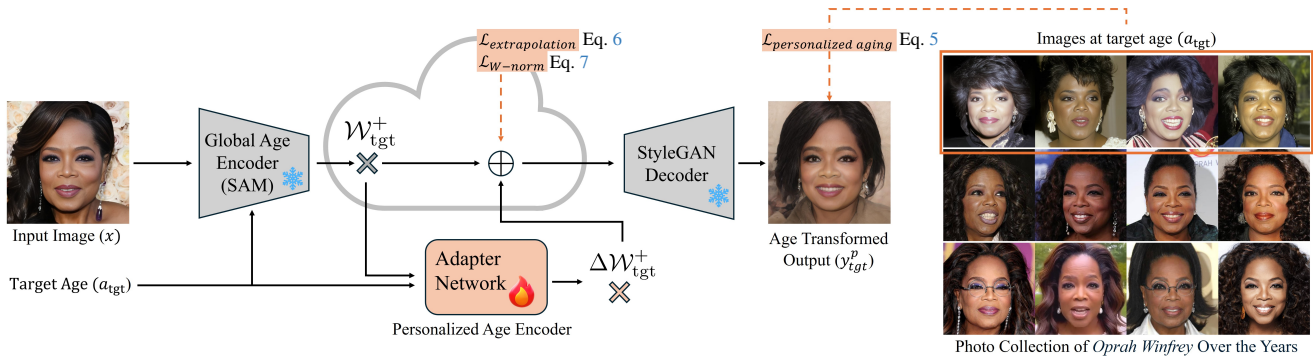 ℒ_extrapolation Eq. 6
ℒ_W−norm Eq. 7
ℒ_personalized aging Eq. 5
Images at target age (a_tgt)
Global Age
Encoder
(SAM)
𝒲⁺_tgt
StyleGAN
Decoder
Input Image (x)
Age Transformed
Output (y^p_tgt)
Target Age (a_tgt)
Adapter
Network
Δ𝒲⁺_tgt
Personalized Age Encoder
Photo Collection of Oprah Winfrey Over the Years